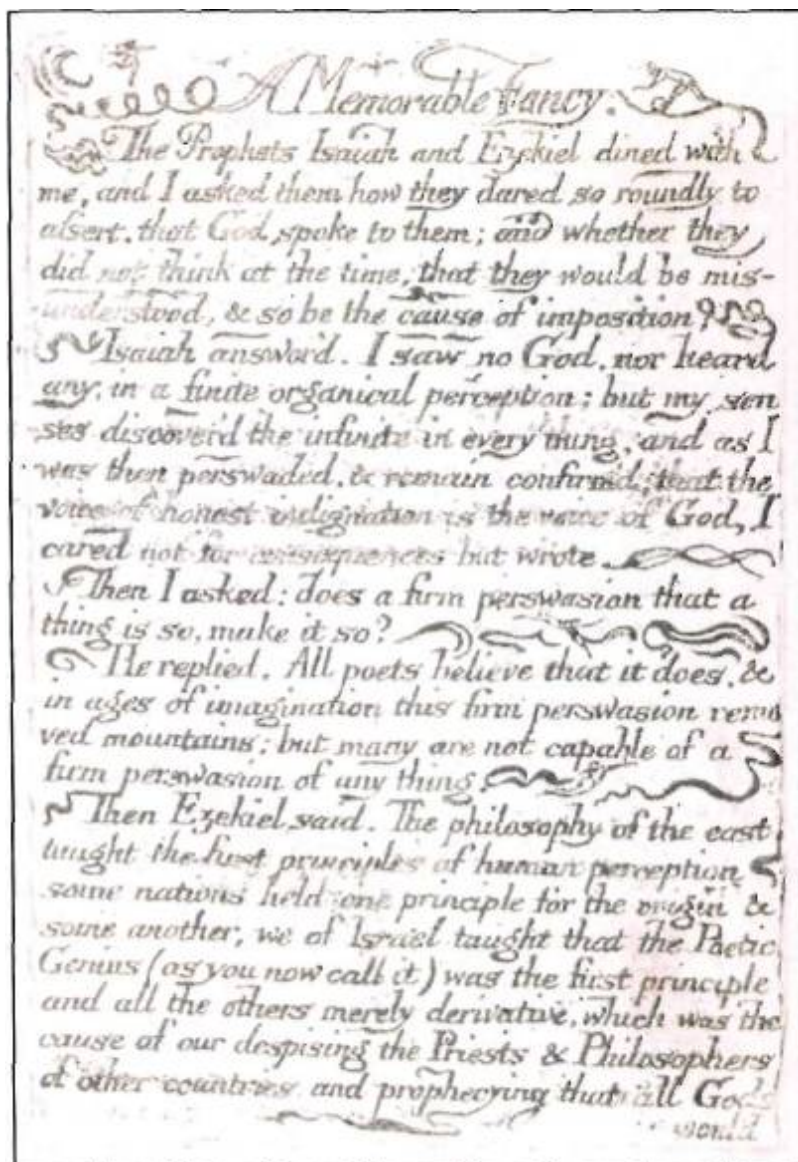 A Memorable Fancy.
The Prophets Isaiah and Ezekiel dined with
me, and I asked them how they dared so roundly to
assert. that God spoke to them; and whether they
did not think at the time, that they would be mis-
understood, & so be the cause of imposition?
Isaiah answer'd. I saw no God. nor heard
any, in a finite organical perception; but my sen
ses discover'd the infinite in every thing, and as I
was then perswaded. & remain confirm'd; that the
voice of honest indignation is the voice of God, I
cared not for consequences but wrote.
Then I asked: does a firm perswasion that a
thing is so, make it so?
He replied. All poets believe that it does, &
in ages of imagination this firm perswasion remo
ved mountains; but many are not capable of a
firm perswasion of any thing.
Then Ezekiel said. The philosophy of the east
taught the first principles of human perception
some nations held one principle for the origin &
some another, we of Israel taught that the Poetic
Genius (as you now call it) was the first principle
and all the others merely derivative, which was the
cause of our despising the Priests & Philosophers
of other countries, and prophecying that all Gods
would